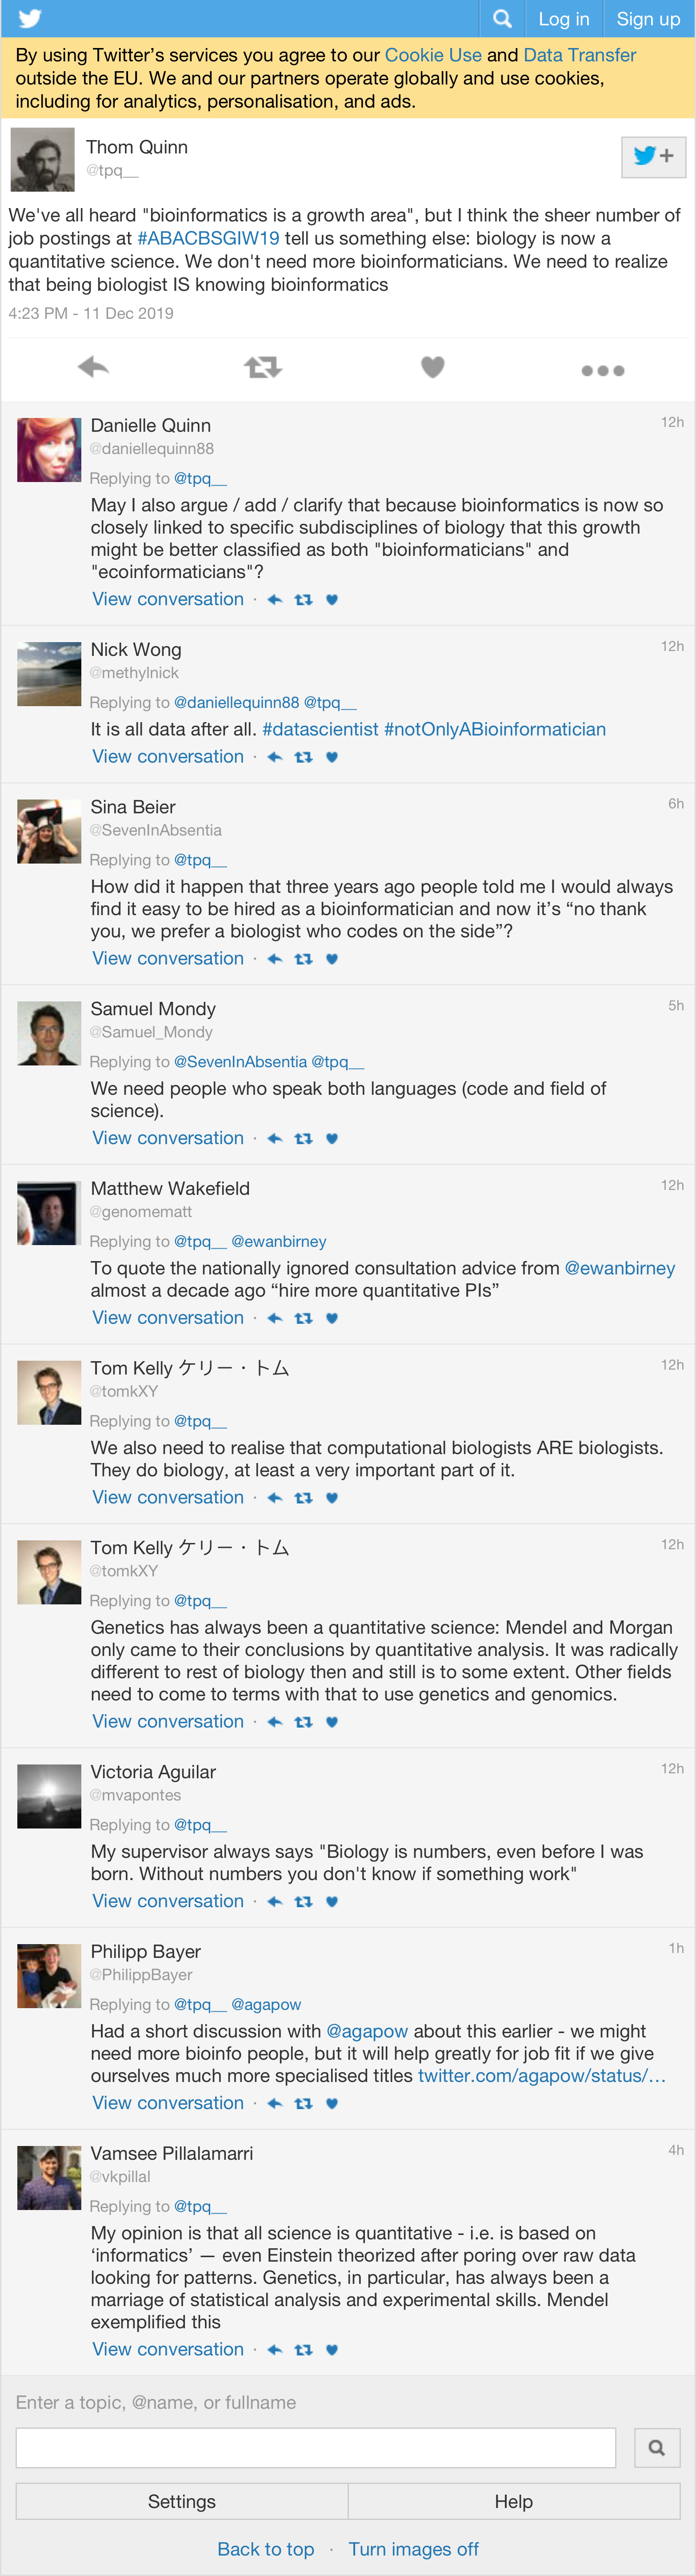 Log in Sign up
By using Twitter’s services you agree to our Cookie Use and Data Transfer
outside the EU. We and our partners operate globally and use cookies,
including for analytics, personalisation, and ads.
Thom Quinn
@tpq__
We've all heard "bioinformatics is a growth area", but I think the sheer number of
job postings at #ABACBSGIW19 tell us something else: biology is now a
quantitative science. We don't need more bioinformaticians. We need to realize
that being biologist IS knowing bioinformatics
4:23 PM - 11 Dec 2019
Danielle Quinn 12h
@daniellequinn88
Replying to @tpq__
May I also argue / add / clarify that because bioinformatics is now so
closely linked to specific subdisciplines of biology that this growth
might be better classified as both "bioinformaticians" and
"ecoinformaticians"?
View conversation ·
Nick Wong 12h
@methylnick
Replying to @daniellequinn88 @tpq__
It is all data after all. #datascientist #notOnlyABioinformatician
View conversation ·
Sina Beier 6h
@SevenInAbsentia
Replying to @tpq__
How did it happen that three years ago people told me I would always
find it easy to be hired as a bioinformatician and now it’s “no thank
you, we prefer a biologist who codes on the side”?
View conversation ·
Samuel Mondy 5h
@Samuel_Mondy
Replying to @SevenInAbsentia @tpq__
We need people who speak both languages (code and field of
science).
View conversation ·
Matthew Wakefield 12h
@genomematt
Replying to @tpq__ @ewanbirney
To quote the nationally ignored consultation advice from @ewanbirney
almost a decade ago “hire more quantitative PIs”
View conversation ·
Tom Kelly ケリー・トム 12h
@tomkXY
Replying to @tpq__
We also need to realise that computational biologists ARE biologists.
They do biology, at least a very important part of it.
View conversation ·
Tom Kelly ケリー・トム 12h
@tomkXY
Replying to @tpq__
Genetics has always been a quantitative science: Mendel and Morgan
only came to their conclusions by quantitative analysis. It was radically
different to rest of biology then and still is to some extent. Other fields
need to come to terms with that to use genetics and genomics.
View conversation ·
Victoria Aguilar 12h
@mvapontes
Replying to @tpq__
My supervisor always says "Biology is numbers, even before I was
born. Without numbers you don't know if something work"
View conversation ·
Philipp Bayer 1h
@PhilippBayer
Replying to @tpq__ @agapow
Had a short discussion with @agapow about this earlier - we might
need more bioinfo people, but it will help greatly for job fit if we give
ourselves much more specialised titles twitter.com/agapow/status/…
View conversation ·
Vamsee Pillalamarri 4h
@vkpillal
Replying to @tpq__
My opinion is that all science is quantitative - i.e. is based on
‘informatics’ — even Einstein theorized after poring over raw data
looking for patterns. Genetics, in particular, has always been a
marriage of statistical analysis and experimental skills. Mendel
exemplified this
View conversation ·
Enter a topic, @name, or fullname
Settings Help
Back to top · Turn images off